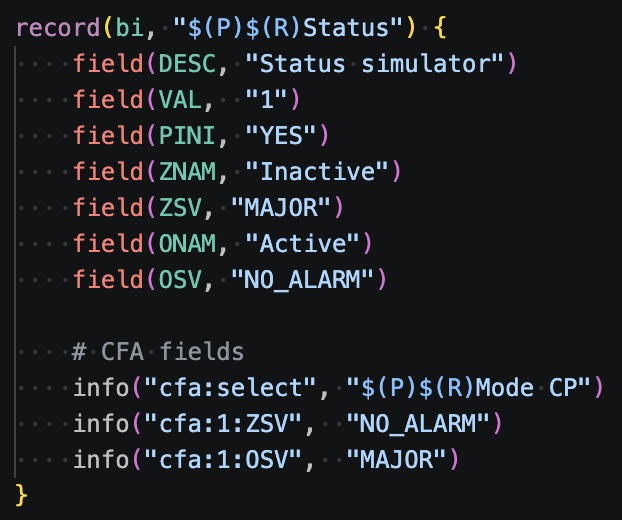 record(bi, "$(P)$(R)Status") {
    field(DESC, "Status simulator")
    field(VAL,  "1")
    field(PINI, "YES")
    field(ZNAM, "Inactive")
    field(ZSV, "MAJOR")
    field(ONAM, "Active")
    field(OSV, "NO_ALARM")

    # CFA fields
    info("cfa:select", "$(P)$(R)Mode CP")
    info("cfa:1:ZSV",  "NO_ALARM")
    info("cfa:1:OSV",  "MAJOR")
}